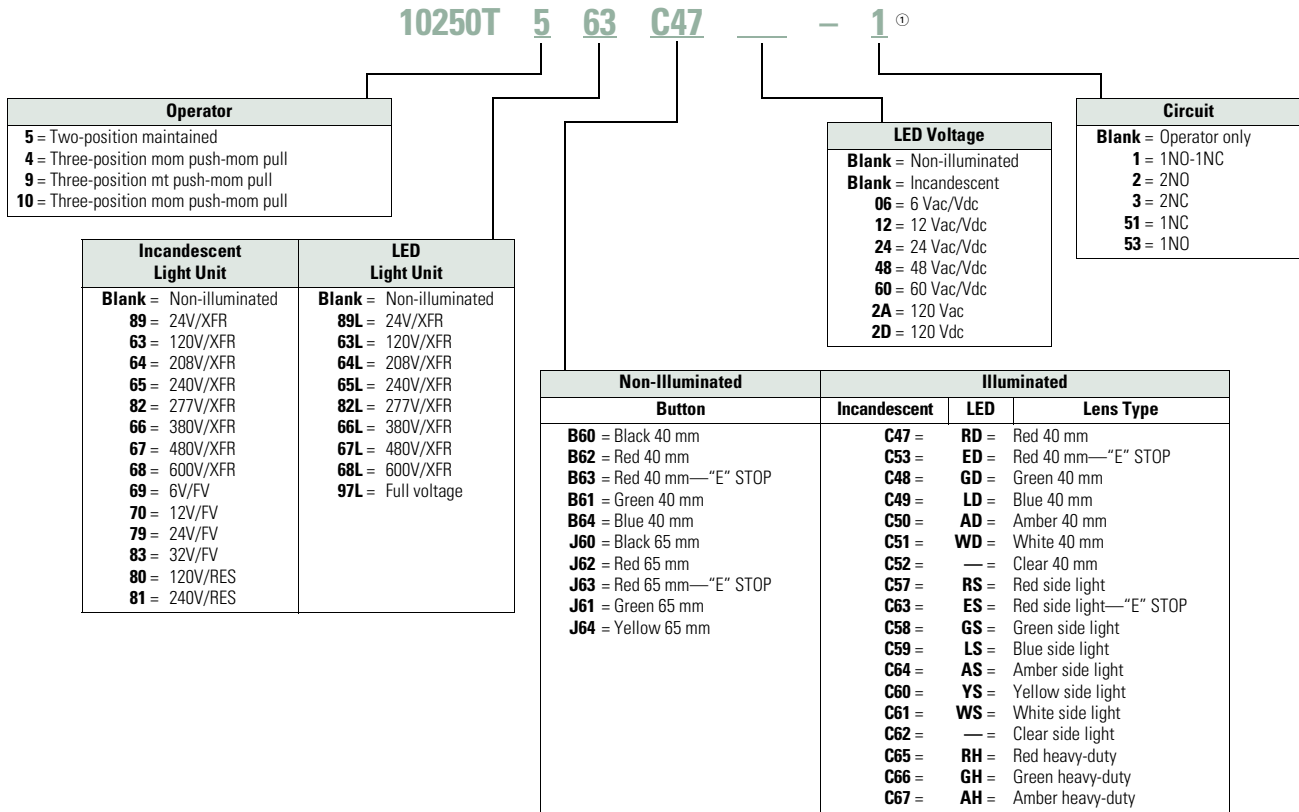 10250T 5 63 C47 ___ – 1 ①
Operator
5 = Two-position maintained
4 = Three-position mom push-mom pull
9 = Three-position mt push-mom pull
10 = Three-position mom push-mom pull
Incandescent Light Unit
Blank = Non-illuminated
89 = 24V/XFR
63 = 120V/XFR
64 = 208V/XFR
65 = 240V/XFR
82 = 277V/XFR
66 = 380V/XFR
67 = 480V/XFR
68 = 600V/XFR
69 = 6V/FV
70 = 12V/FV
79 = 24V/FV
83 = 32V/FV
80 = 120V/RES
81 = 240V/RES
LED Light Unit
Blank = Non-illuminated
89L = 24V/XFR
63L = 120V/XFR
64L = 208V/XFR
65L = 240V/XFR
82L = 277V/XFR
66L = 380V/XFR
67L = 480V/XFR
68L = 600V/XFR
97L = Full voltage
LED Voltage
Blank = Non-illuminated
Blank = Incandescent
06 = 6 Vac/Vdc
12 = 12 Vac/Vdc
24 = 24 Vac/Vdc
48 = 48 Vac/Vdc
60 = 60 Vac/Vdc
2A = 120 Vac
2D = 120 Vdc
Circuit
Blank = Operator only
1 = 1NO-1NC
2 = 2NO
3 = 2NC
51 = 1NC
53 = 1NO
Non-Illuminated
Button
B60 = Black 40 mm
B62 = Red 40 mm
B63 = Red 40 mm—“E” STOP
B61 = Green 40 mm
B64 = Blue 40 mm
J60 = Black 65 mm
J62 = Red 65 mm
J63 = Red 65 mm—“E” STOP
J61 = Green 65 mm
J64 = Yellow 65 mm
Illuminated
Incandescent LED Lens Type
C47 = RD = Red 40 mm
C53 = ED = Red 40 mm—“E” STOP
C48 = GD = Green 40 mm
C49 = LD = Blue 40 mm
C50 = AD = Amber 40 mm
C51 = WD = White 40 mm
C52 = — = Clear 40 mm
C57 = RS = Red side light
C63 = ES = Red side light—“E” STOP
C58 = GS = Green side light
C59 = LS = Blue side light
C64 = AS = Amber side light
C60 = YS = Yellow side light
C61 = WS = White side light
C62 = — = Clear side light
C65 = RH = Red heavy-duty
C66 = GH = Green heavy-duty
C67 = AH = Amber heavy-duty